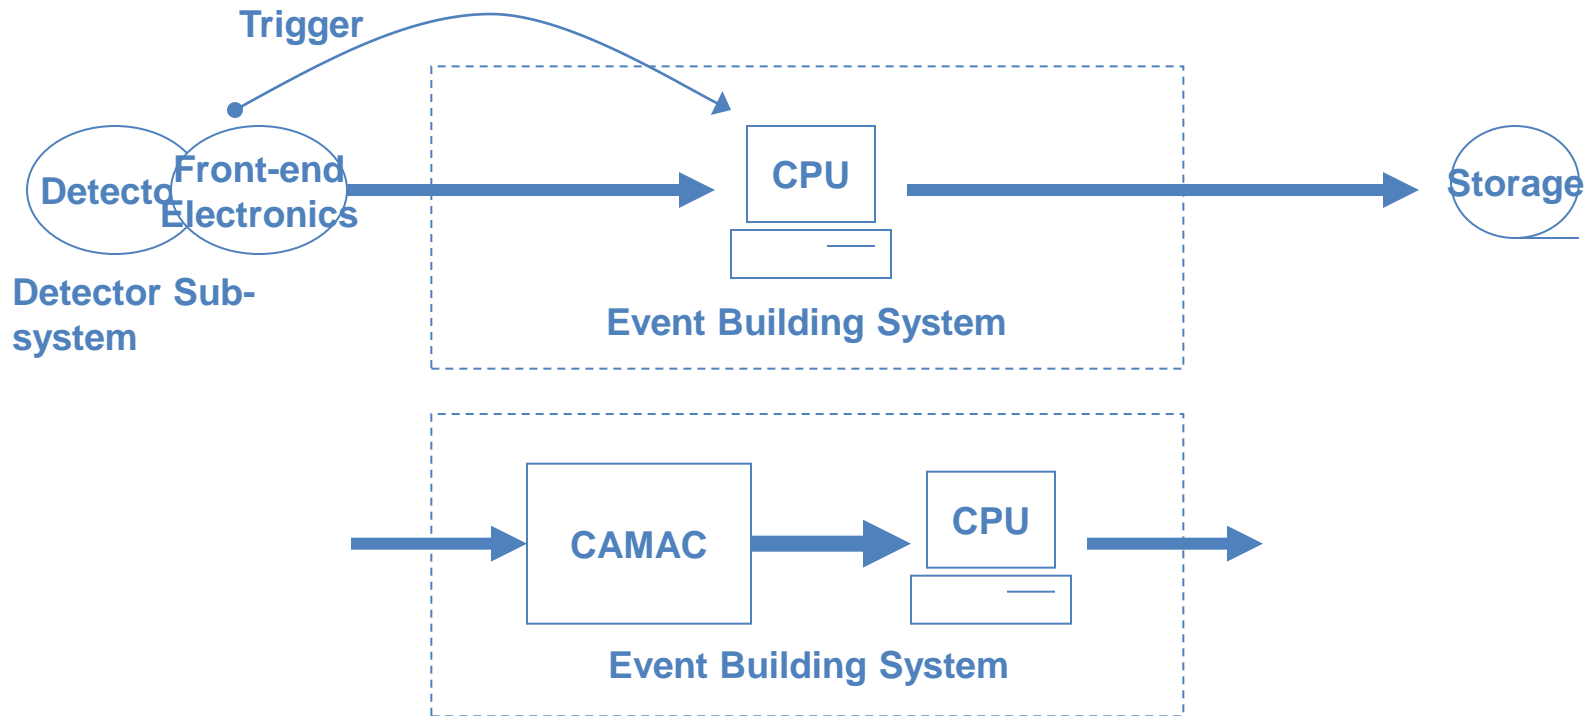 Trigger
Detecto
Front-end
Electronics
CPU
Storage
Detector Sub-
system
Event Building System
CAMAC
CPU
Event Building System